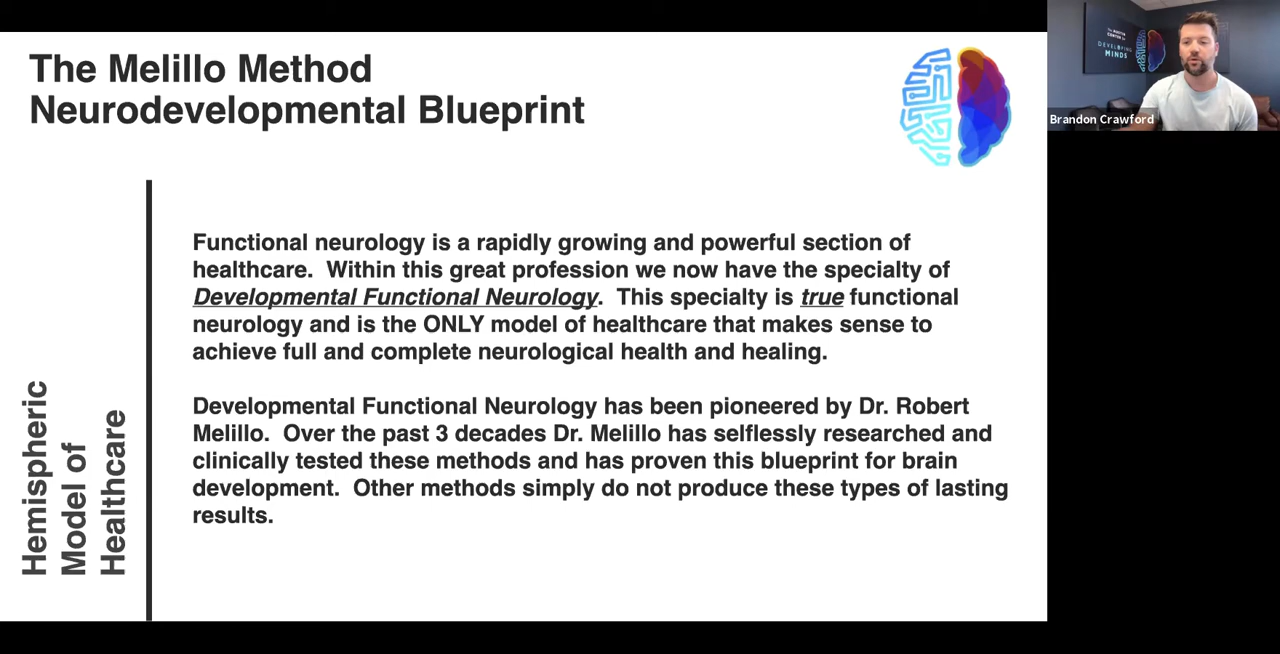 The Melillo Method
Neurodevelopmental Blueprint
Hemispheric
Model of
Healthcare
Functional neurology is a rapidly growing and powerful section of
healthcare.  Within this great profession we now have the specialty of
Developmental Functional Neurology.  This specialty is true functional
neurology and is the ONLY model of healthcare that makes sense to
achieve full and complete neurological health and healing.
Developmental Functional Neurology has been pioneered by Dr. Robert
Melillo.  Over the past 3 decades Dr. Melillo has selflessly researched and
clinically tested these methods and has proven this blueprint for brain
development.  Other methods simply do not produce these types of lasting
results.
DEVELOPING
MINDS
Brandon Crawford